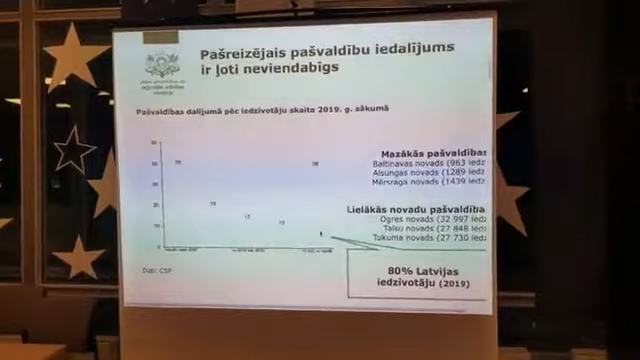 Pašreizējais pašvaldību iedalījums
ir ļoti neviendabīgs
Pašvaldības dalījumā pēc iedzīvotāju skaita 2019. g. sākumā
Mazākās pašvaldības
Baltinavas novads (963 iedz
Alsungas novads (1289 iedz
Mērsraga novads (1439 iedz
Lielākās novadu pašvaldība
Ogres novads (32 997 iedz
Talsu novads (27 848 iedz
Tukuma novads (27 730 iedz
80% Latvijas
iedzīvotāju (2019)
Dati: CSP